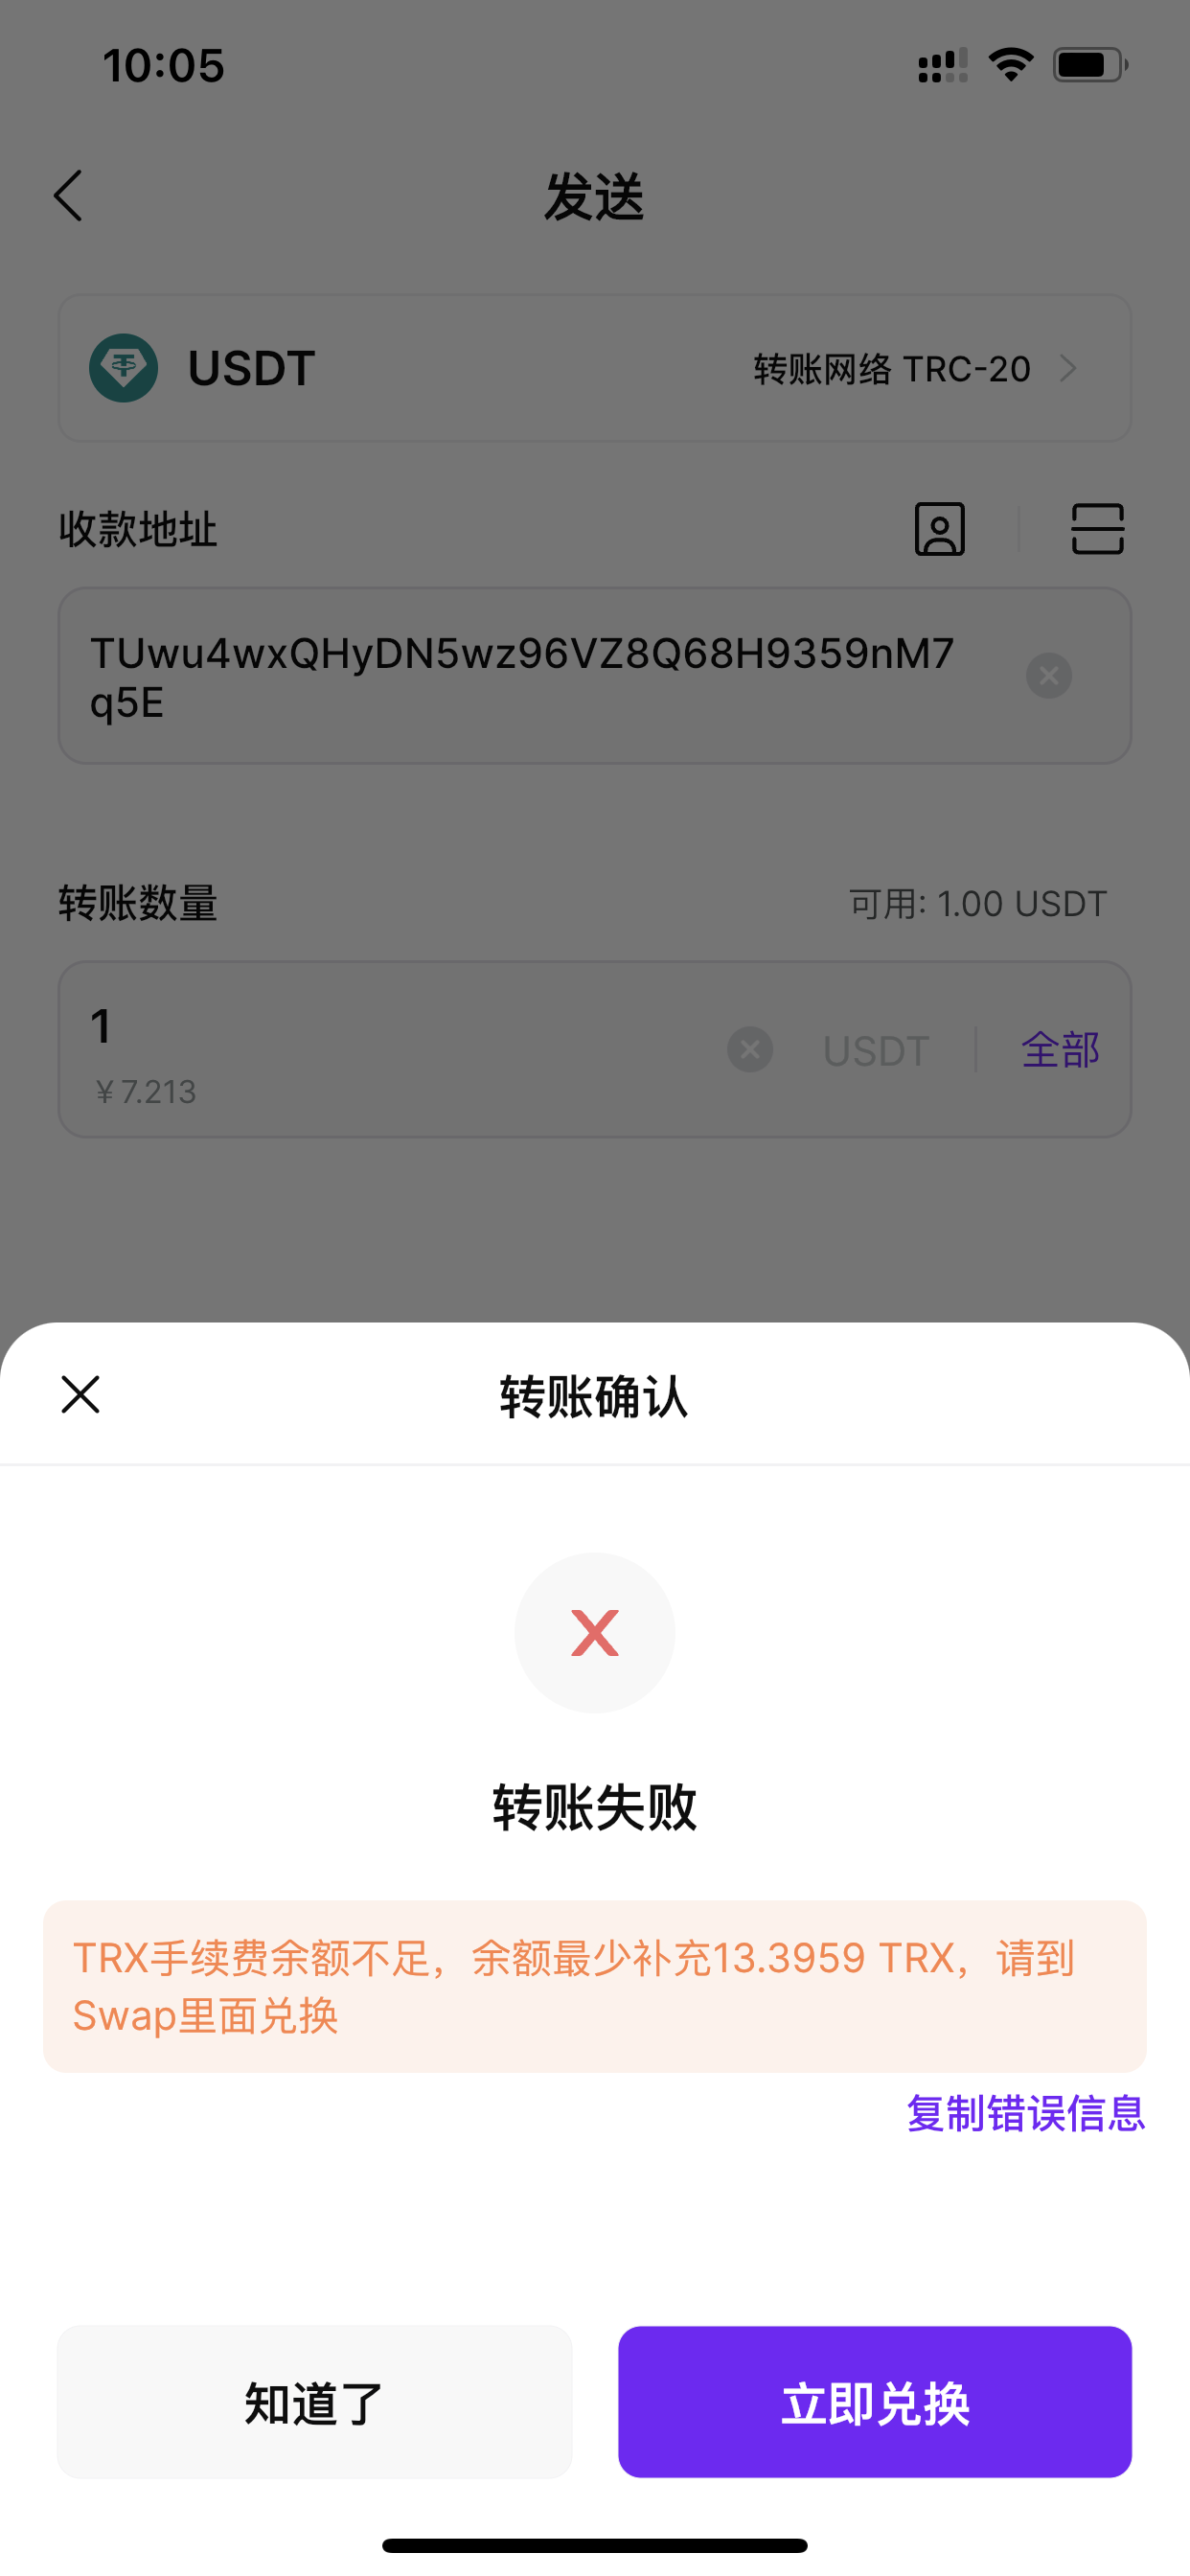 10:05
发送
USDT
转账网络 TRC-20
收款地址
TUwu4wxQHyDN5wz96VZ8Q68H9359nM7
q5E
转账数量
可用: 1.00 USDT
1
USDT
全部
¥ 7.213
转账确认
转账失败
TRX手续费余额不足，余额最少补充13.3959 TRX，请到
Swap里面兑换
复制错误信息
知道了
立即兑换